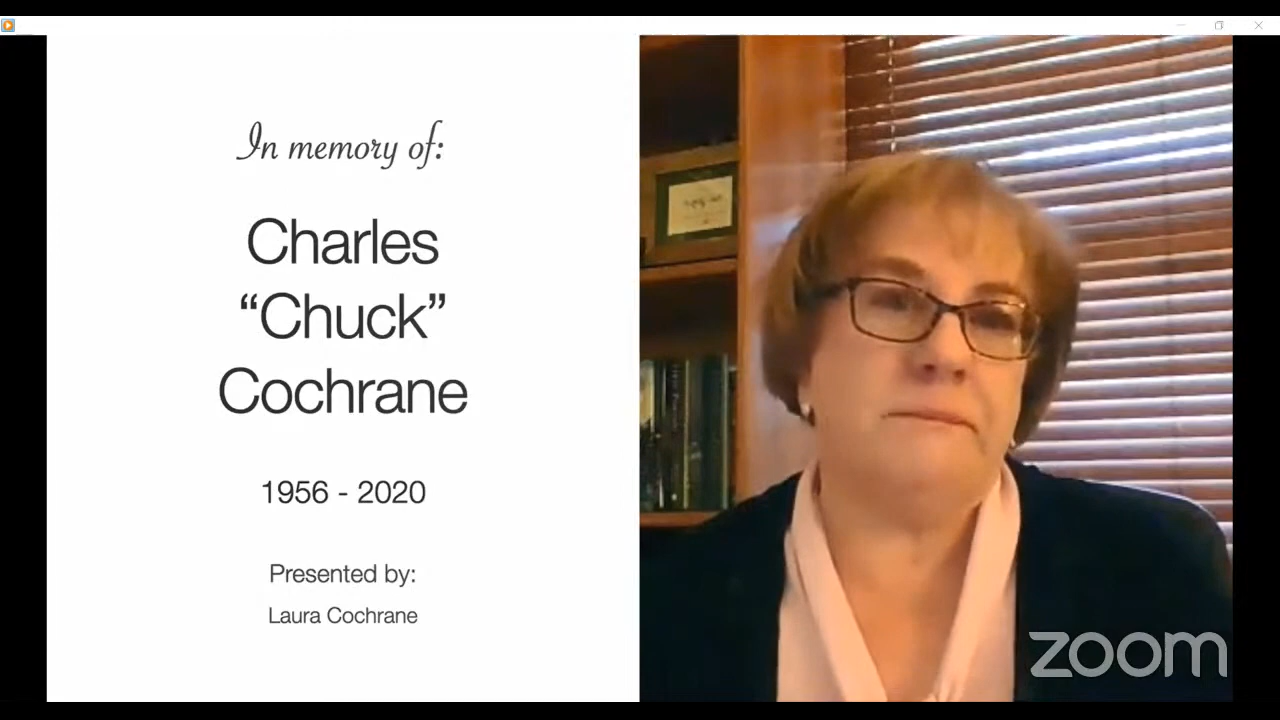 In memory of:
Charles
“Chuck”
Cochrane
1956 - 2020
Presented by:
Laura Cochrane
zoom